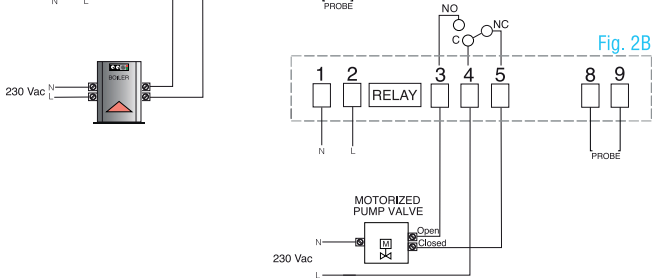 N L
PROBE
BOILER
230 Vac N L
NO
C
NC
Fig. 2B
1 2 RELAY 3 4 5 8 9
N L
PROBE
MOTORIZED
PUMP VALVE
Open
N M Closed
230 Vac
L